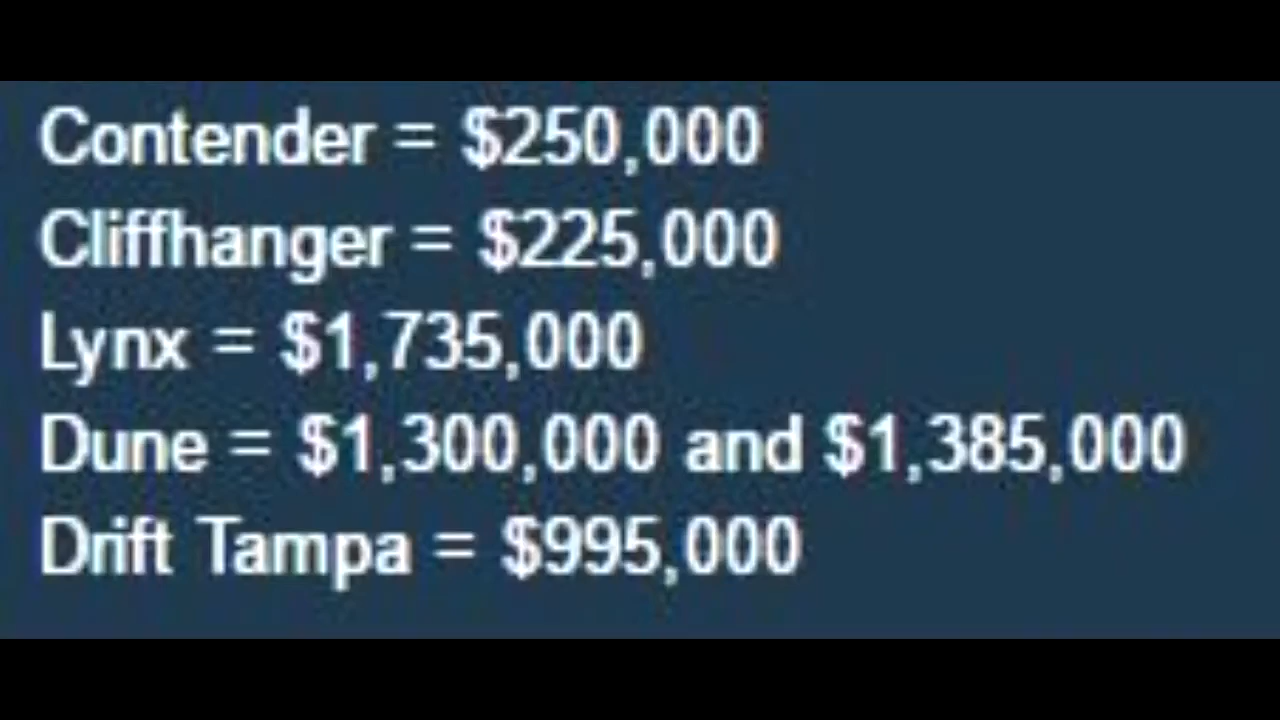 Contender = $250,000
Cliffhanger = $225,000
Lynx = $1,735,000
Dune = $1,300,000 and $1,385,000
Drift Tampa = $995,000